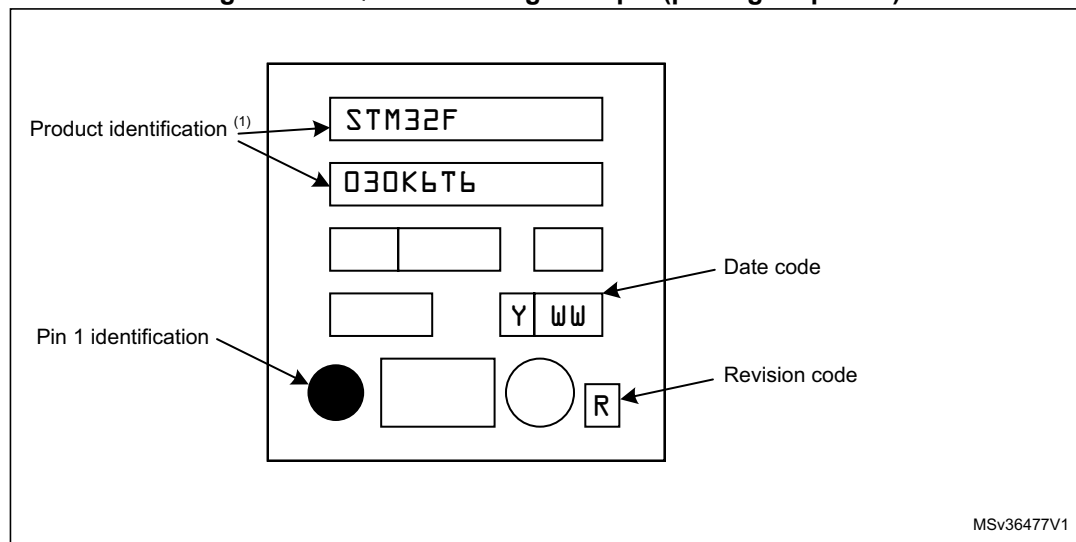 Product identification (1)
STM32F
030K6T6
Date code
Y WW
Pin 1 identification
Revision code
R
MSv36477V1